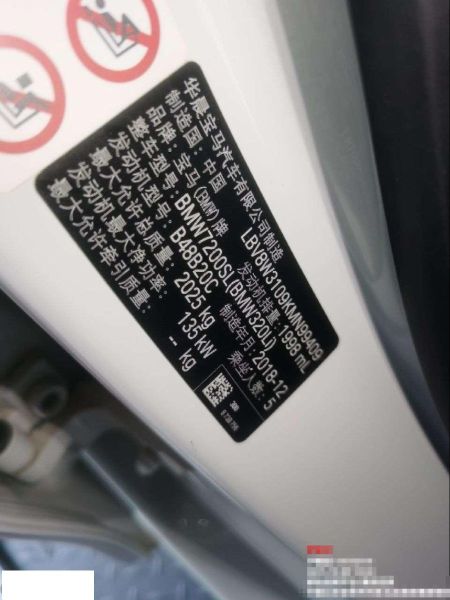 华晨宝马汽车有限公司制造
LBV8W3109KMN99409
制造国：中国
发动机排量：1998 mL
品牌：宝马(BMW)牌
制造年月：2018-12
整车型号：BMW7200SL(BMW320Li)
乘坐人数：5
发动机型号：B48B20C
最大允许总质量：2025 kg
发动机最大净功率：135 kW
最大允许牵引质量：-- kg